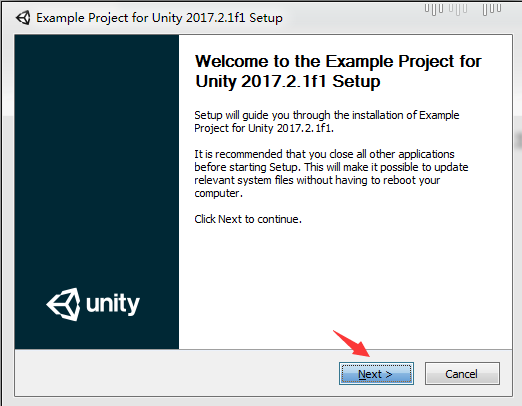 Example Project for Unity 2017.2.1f1 Setup
Welcome to the Example Project for
Unity 2017.2.1f1 Setup
Setup will guide you through the installation of Example
Project for Unity 2017.2.1f1.
It is recommended that you close all other applications
before starting Setup. This will make it possible to update
relevant system files without having to reboot your
computer.
Click Next to continue.
unity
Next >
Cancel